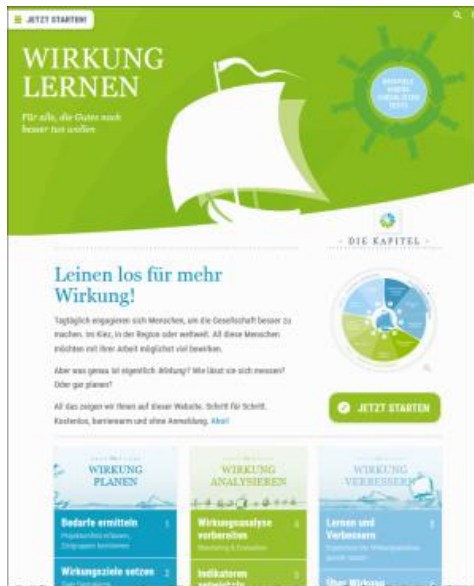 JETZT STARTEN!
WIRKUNG
LERNEN
Für alle, die Gutes noch
besser tun wollen
- DIE KAPITEL -
Leinen los für mehr
Wirkung!
Tagtäglich engagieren sich Menschen, um die Gesellschaft besser zu
machen. Im Kiez, in der Region oder weltweit. All diese Menschen
möchten mit ihrer Arbeit möglichst viel bewirken.
Aber was genau ist eigentlich Wirkung? Wie lässt sie sich messen?
Oder gar planen?
All das zeigen wir Ihnen auf dieser Website. Schritt für Schritt.
Kostenlos, barrierearm und ohne Anmeldung. Ahoi!
JETZT STARTEN
WIRKUNG
PLANEN
WIRKUNG
ANALYSIEREN
WIRKUNG
VERBESSERN
Bedarfe ermitteln 1
Wirkungsziele setzen 2
Wirkungsanalyse
vorbereiten
Indikatoren
Lernen und
Verbessern
Über Wirkung